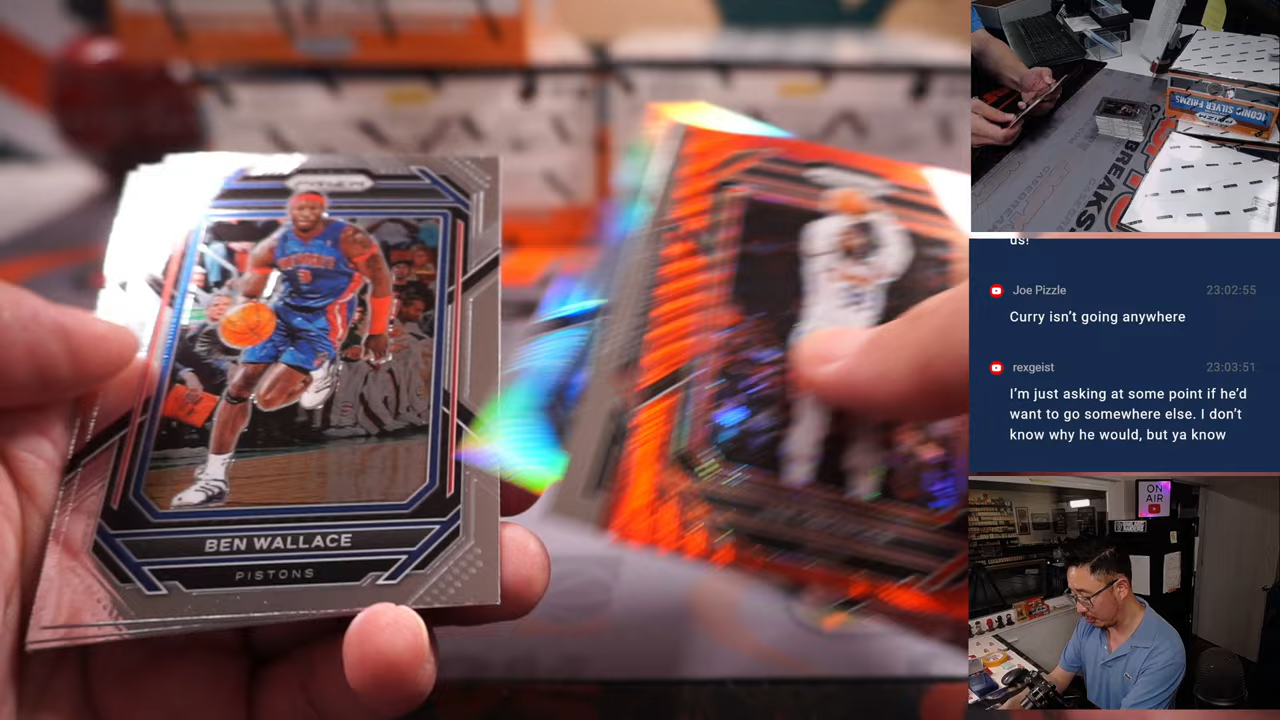 PRIZM
BEN WALLACE
PISTONS
ICONIC SILVER PRIZMS
BREAKS
us!
Joe Pizzle
23:02:55
Curry isn't going anywhere
rexgeist
23:03:51
I'm just asking at some point if he'd
want to go somewhere else. I don't
know why he would, but ya know
ON
AIR